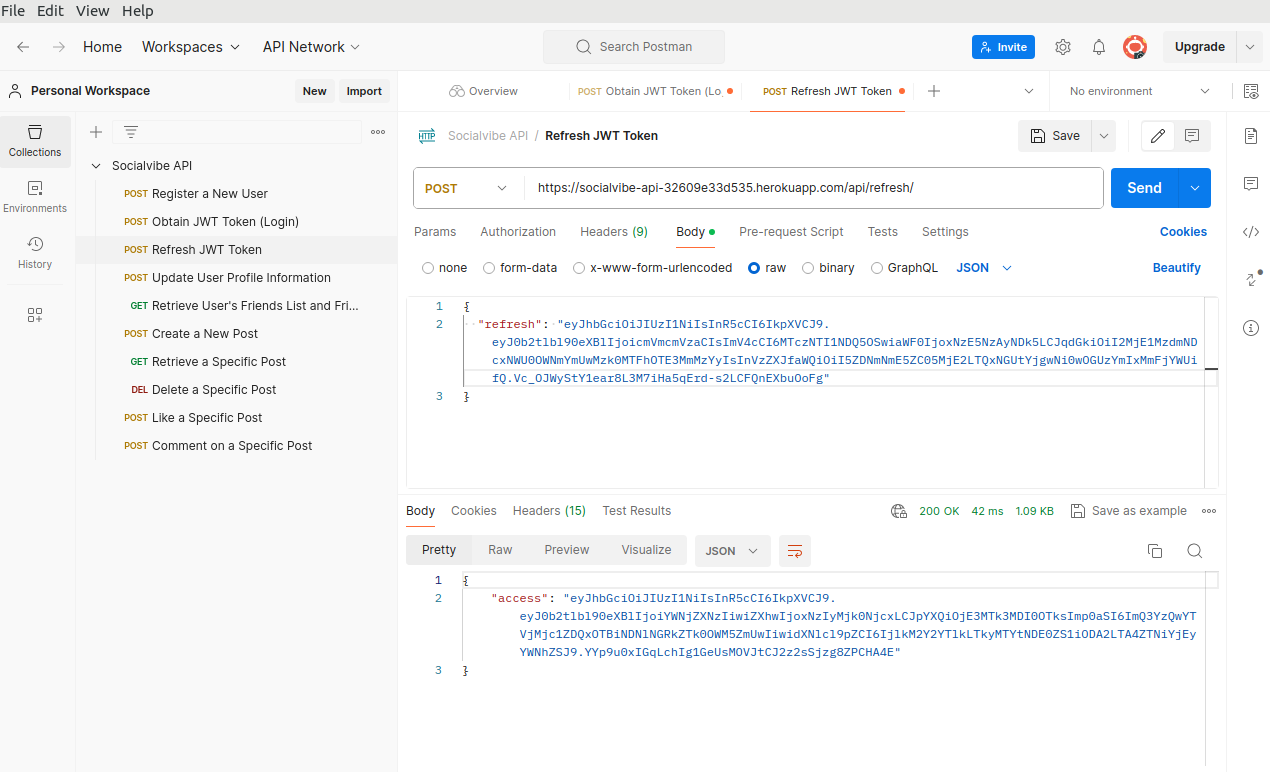 File Edit View Help
Home Workspaces API Network Search Postman Invite Upgrade
Personal Workspace New Import Overview POST Obtain JWT Token (Lo POST Refresh JWT Token No environment
Collections
Environments
History
Socialvibe API
POST Register a New User
POST Obtain JWT Token (Login)
POST Refresh JWT Token
POST Update User Profile Information
GET Retrieve User's Friends List and Fri...
POST Create a New Post
GET Retrieve a Specific Post
DEL Delete a Specific Post
POST Like a Specific Post
POST Comment on a Specific Post
HTTP Socialvibe API / Refresh JWT Token Save
POST https://socialvibe-api-32609e33d535.herokuapp.com/api/refresh/ Send
Params Authorization Headers (9) Body Pre-request Script Tests Settings Cookies
none form-data x-www-form-urlencoded raw binary GraphQL JSON Beautify
1 {
2 "refresh": "eyJhbGciOiJIUzI1NiIsInR5cCI6IkpXVCJ9.
3 }
Body Cookies Headers (15) Test Results 200 OK 42 ms 1.09 KB Save as example
Pretty Raw Preview Visualize JSON
1 {
2 "access": "eyJhbGciOiJIUzI1NiIsInR5cCI6IkpXVCJ9.
3 }